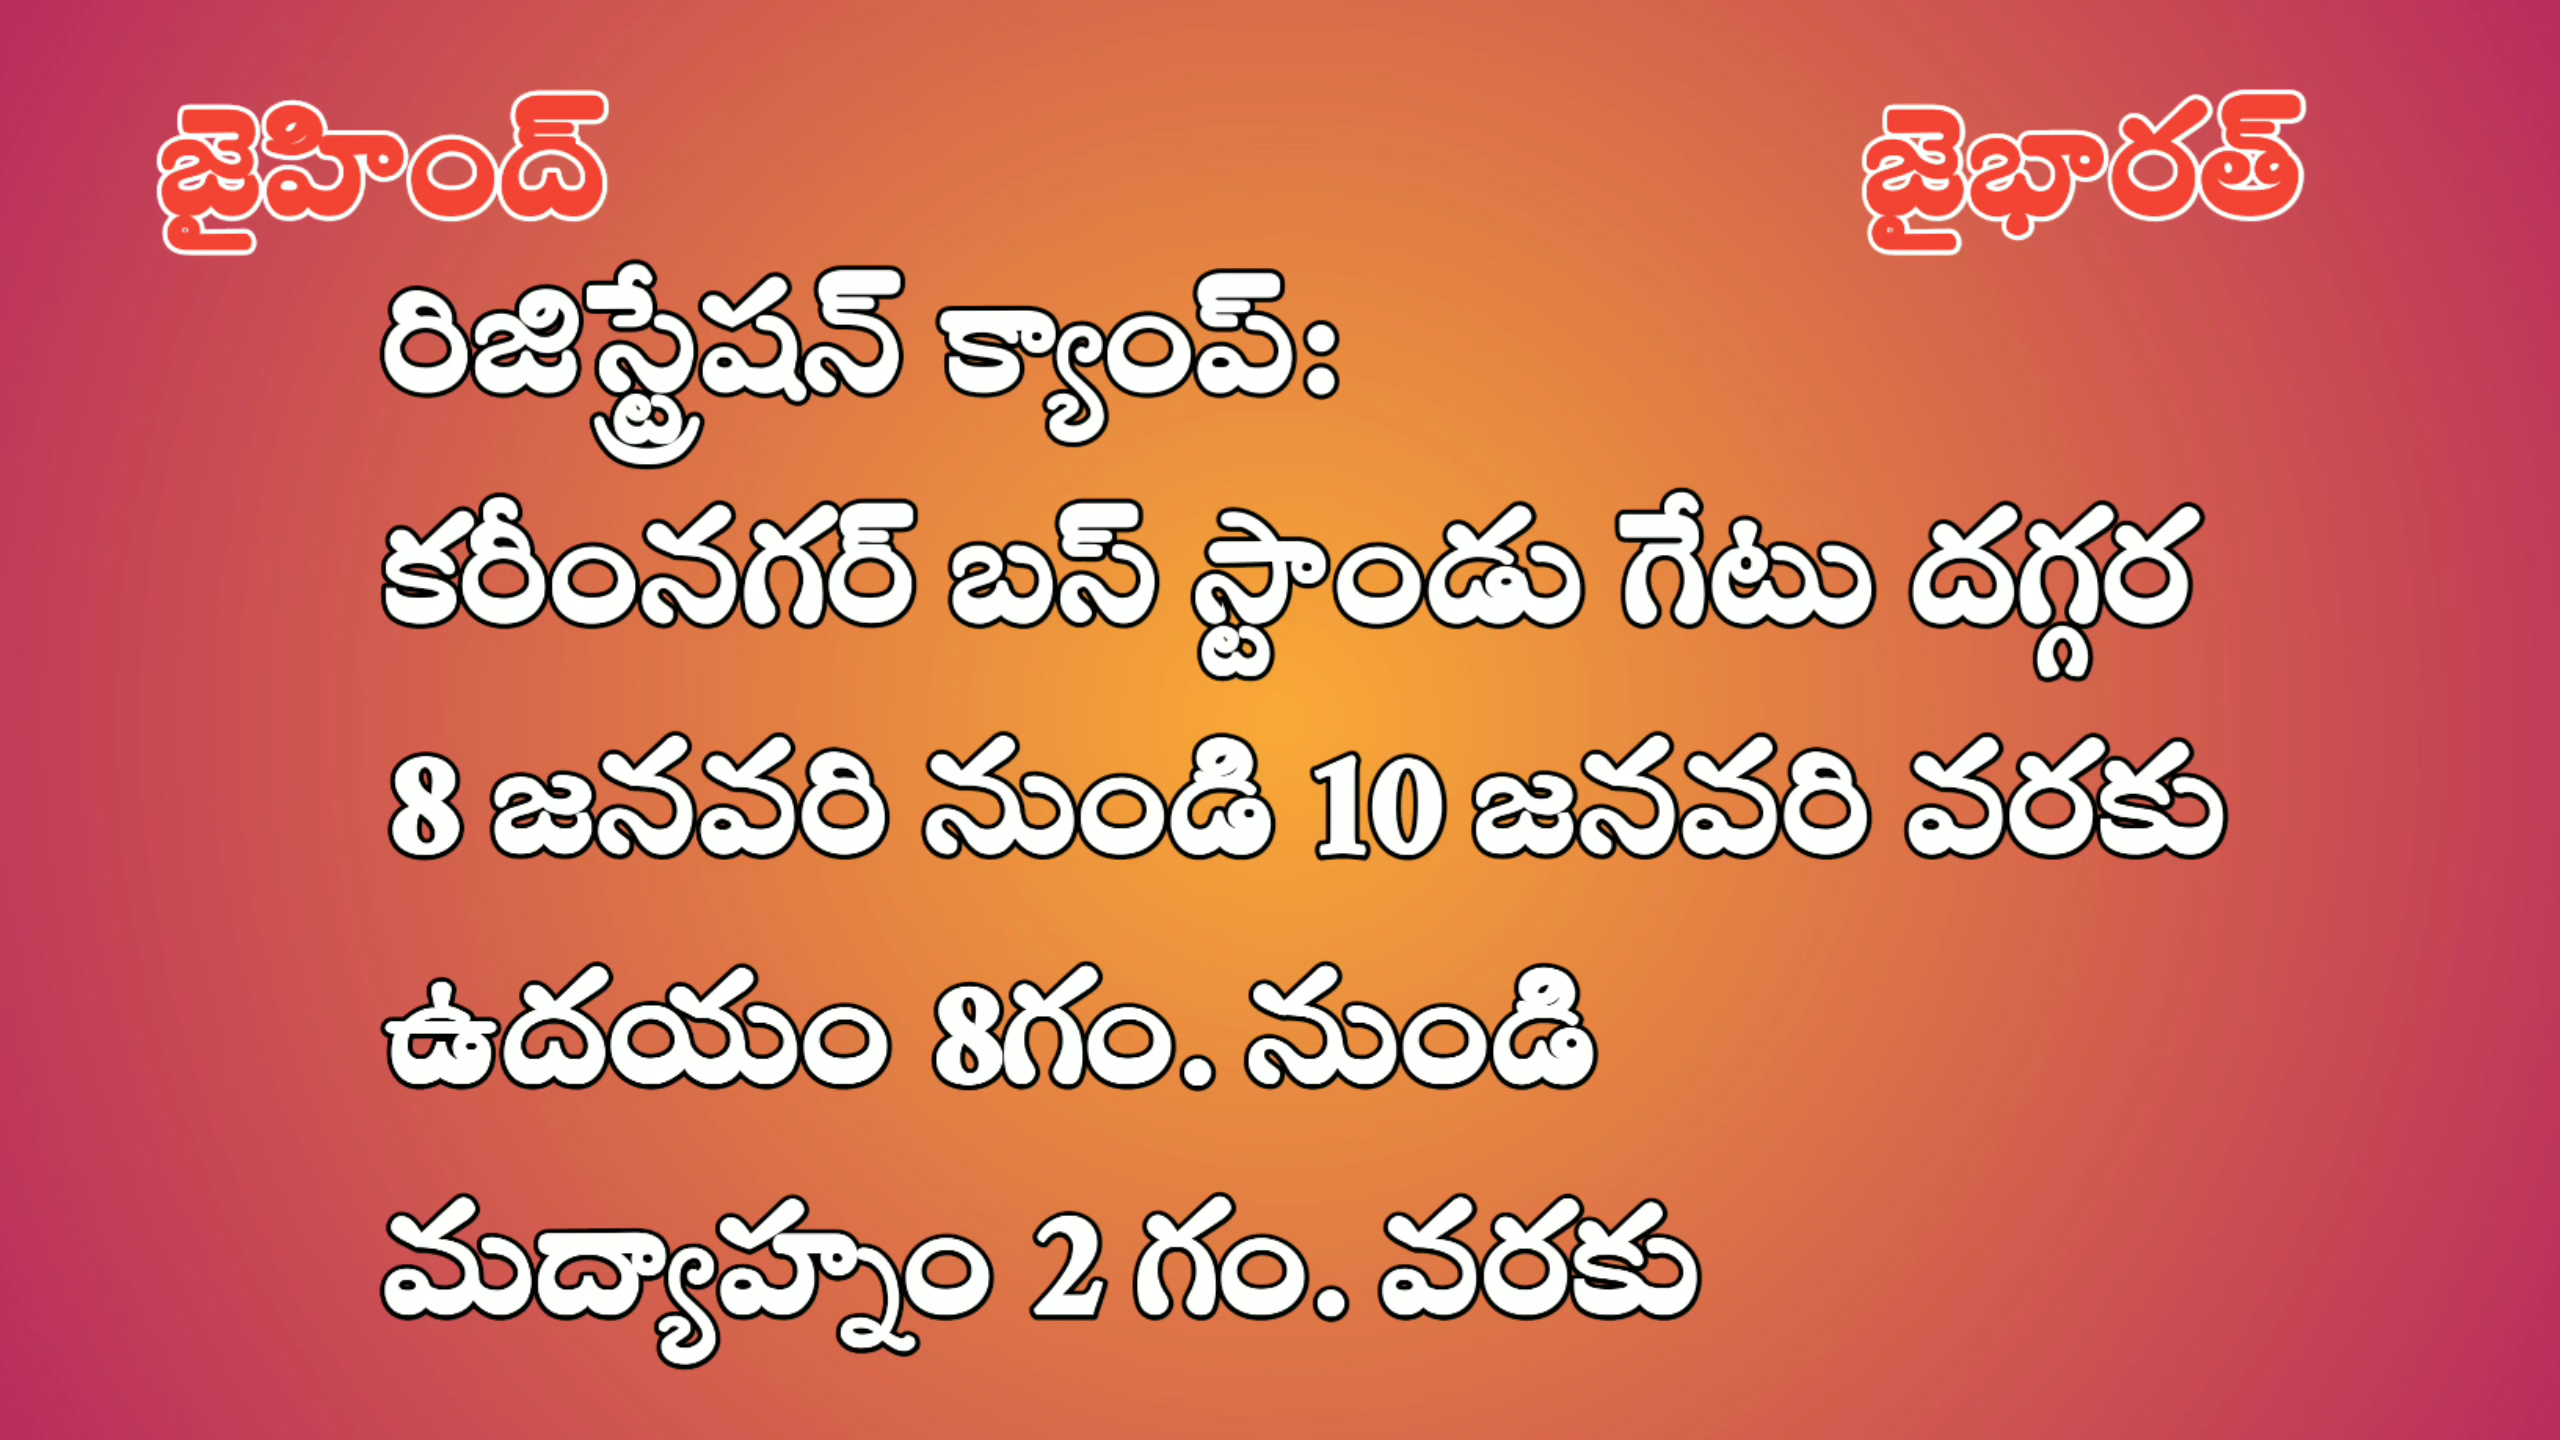 జైహింద్ జైభారత్
రిజిస్ట్రేషన్ క్యాంప్:
కరీంనగర్ బస్ స్టాండు గేటు దగ్గర
8 జనవరి నుండి 10 జనవరి వరకు
ఉదయం 8గం. నుండి
మద్యాహ్నం 2 గం. వరకు